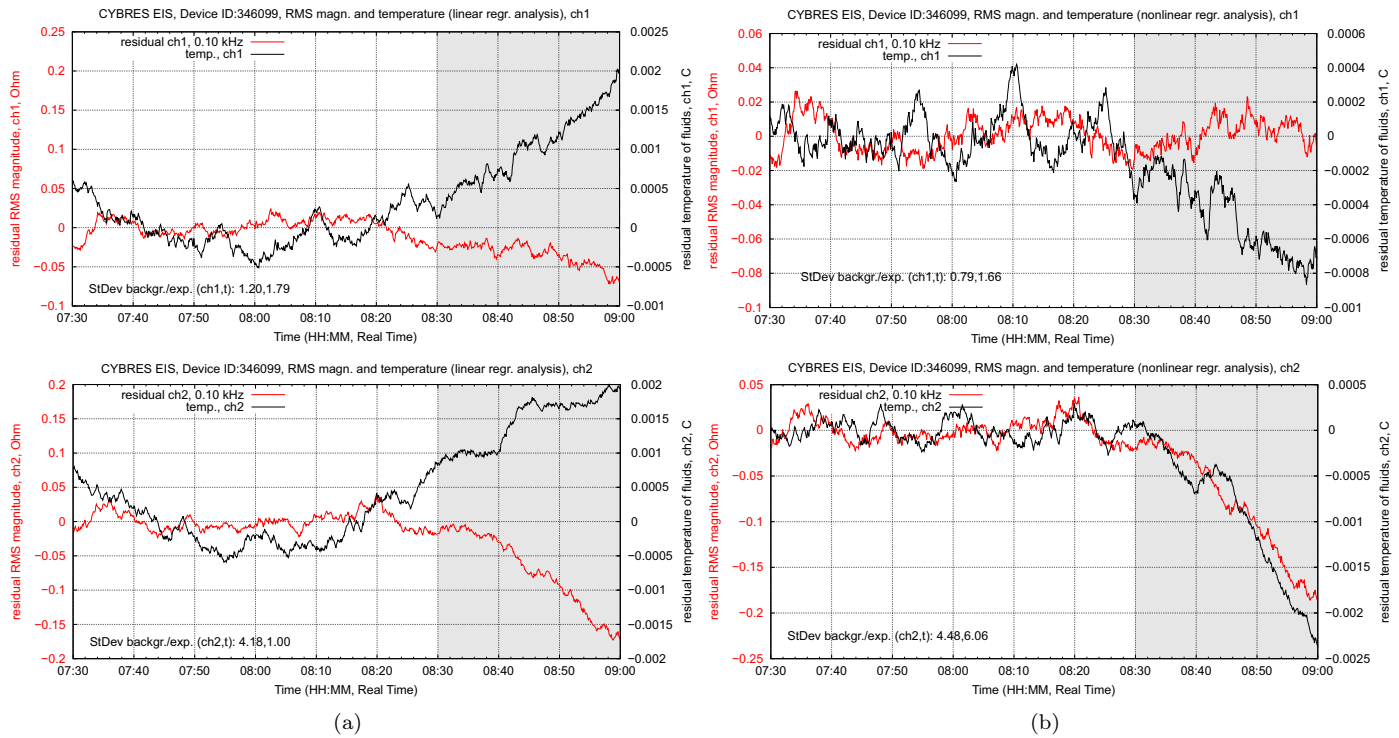 CYBRES EIS, Device ID:346099, RMS magn. and temperature (linear regr. analysis), ch1
residual ch1, 0.10 kHz
temp., ch1
residual RMS magnitude, ch1, Ohm
0.25
0.2
0.15
0.1
0.05
0
−0.05
−0.1
residual temperature of fluids, ch1, C
0.0025
0.002
0.0015
0.001
0.0005
0
−0.0005
−0.001
StDev backgr./exp. (ch1,t): 1.20,1.79
07:30 07:40 07:50 08:00 08:10 08:20 08:30 08:40 08:50 09:00
Time (HH:MM, Real Time)
CYBRES EIS, Device ID:346099, RMS magn. and temperature (nonlinear regr. analysis), ch1
residual ch1, 0.10 kHz
temp., ch1
residual RMS magnitude, ch1, Ohm
0.06
0.04
0.02
0
−0.02
−0.04
−0.06
−0.08
−0.1
residual temperature of fluids, ch1, C
0.0006
0.0004
0.0002
0
−0.0002
−0.0004
−0.0006
−0.0008
−0.001
StDev backgr./exp. (ch1,t): 0.79,1.66
07:30 07:40 07:50 08:00 08:10 08:20 08:30 08:40 08:50 09:00
Time (HH:MM, Real Time)
CYBRES EIS, Device ID:346099, RMS magn. and temperature (linear regr. analysis), ch2
residual ch2, 0.10 kHz
temp., ch2
residual RMS magnitude, ch2, Ohm
0.2
0.15
0.1
0.05
0
−0.05
−0.1
−0.15
−0.2
residual temperature of fluids, ch2, C
0.002
0.0015
0.001
0.0005
0
−0.0005
−0.001
−0.0015
−0.002
StDev backgr./exp. (ch2,t): 4.18,1.00
07:30 07:40 07:50 08:00 08:10 08:20 08:30 08:40 08:50 09:00
Time (HH:MM, Real Time)
(a)
CYBRES EIS, Device ID:346099, RMS magn. and temperature (nonlinear regr. analysis), ch2
residual ch2, 0.10 kHz
temp., ch2
residual RMS magnitude, ch2, Ohm
0.05
0
−0.05
−0.1
−0.15
−0.2
−0.25
residual temperature of fluids, ch2, C
0.0005
0
−0.0005
−0.001
−0.0015
−0.002
−0.0025
StDev backgr./exp. (ch2,t): 4.48,6.06
07:30 07:40 07:50 08:00 08:10 08:20 08:30 08:40 08:50 09:00
Time (HH:MM, Real Time)
(b)